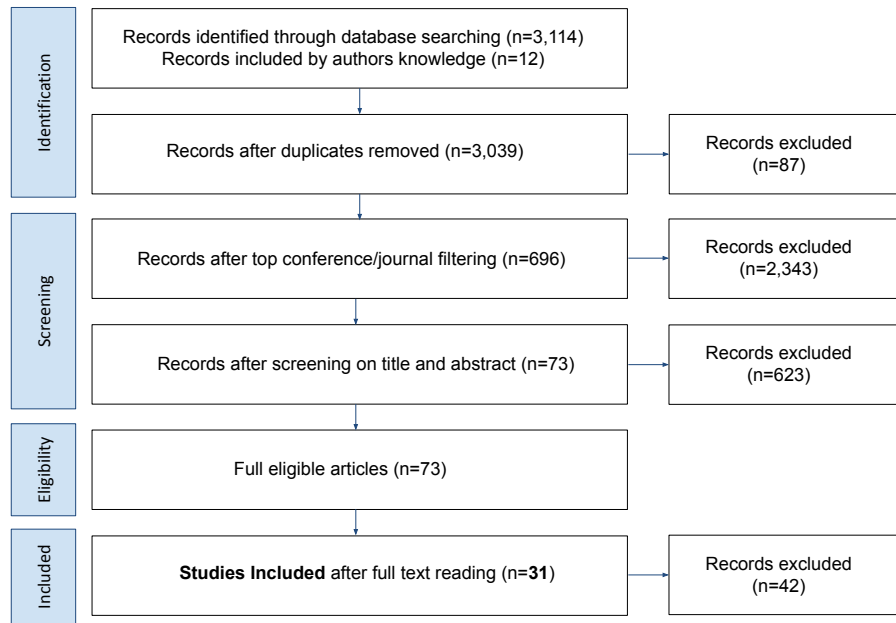 Identification
Records identified through database searching (n=3,114)
Records included by authors knowledge (n=12)
Records after duplicates removed (n=3,039)
Records excluded
(n=87)
Screening
Records after top conference/journal filtering (n=696)
Records excluded
(n=2,343)
Records after screening on title and abstract (n=73)
Records excluded
(n=623)
Eligibility
Full eligible articles (n=73)
Included
Studies Included after full text reading (n=31)
Records excluded
(n=42)